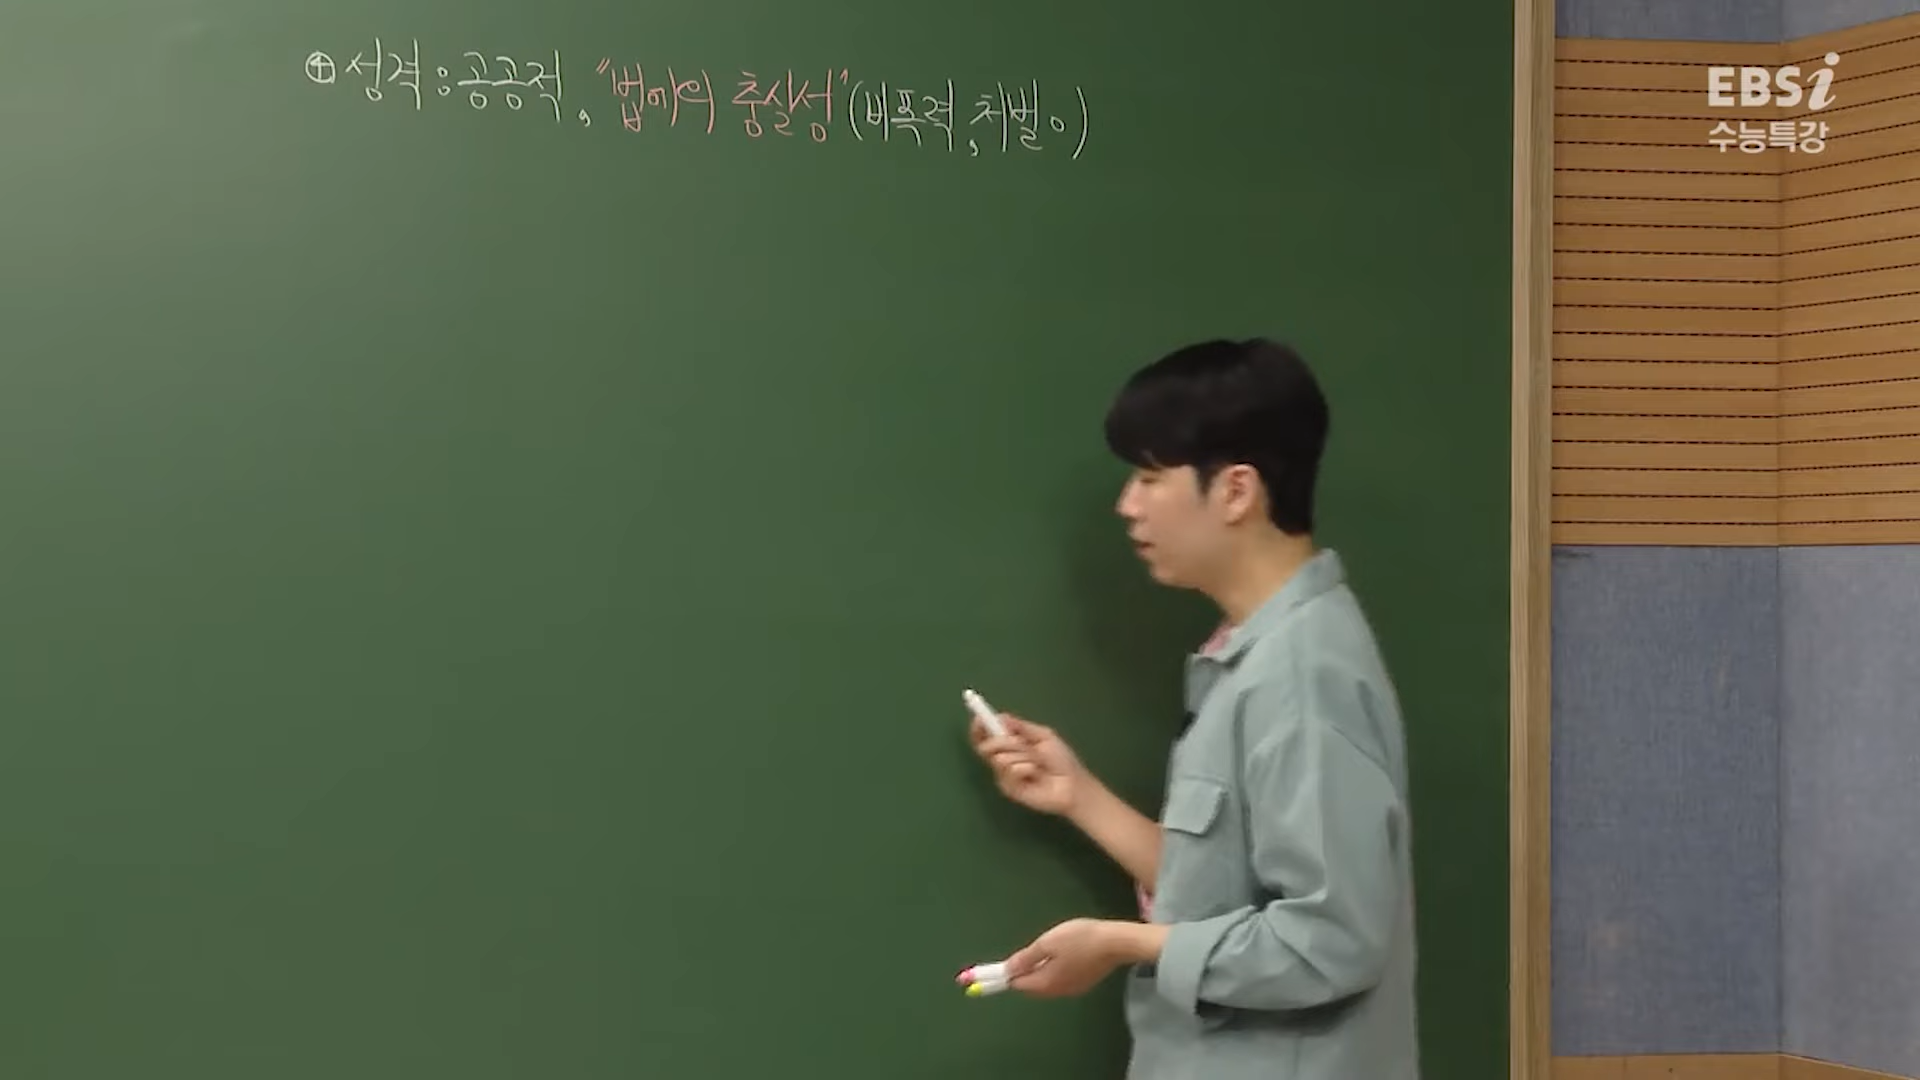 ④ 성격 : 공공적, "법에의 충실성" (비폭력, 처벌 ○)
EBSi
수능특강